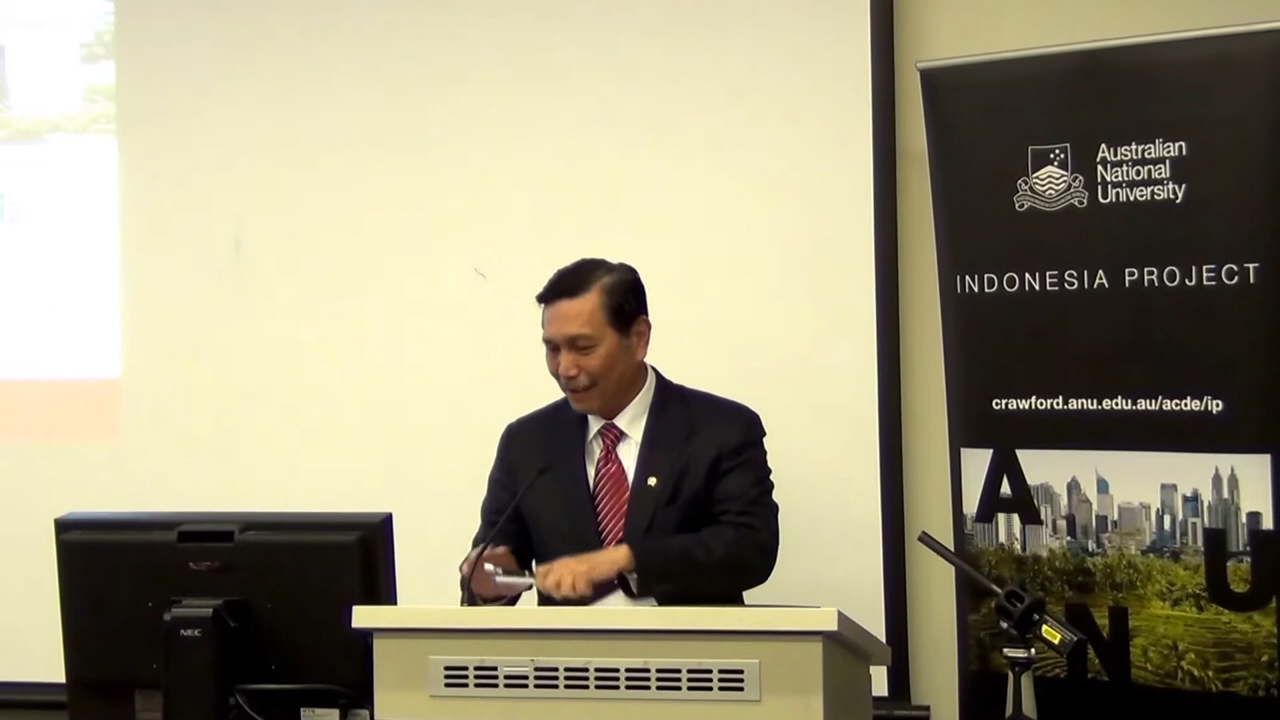 Australian
National
University
INDONESIA PROJECT
crawford.anu.edu.au/acde/ip
A
U
N
NEC